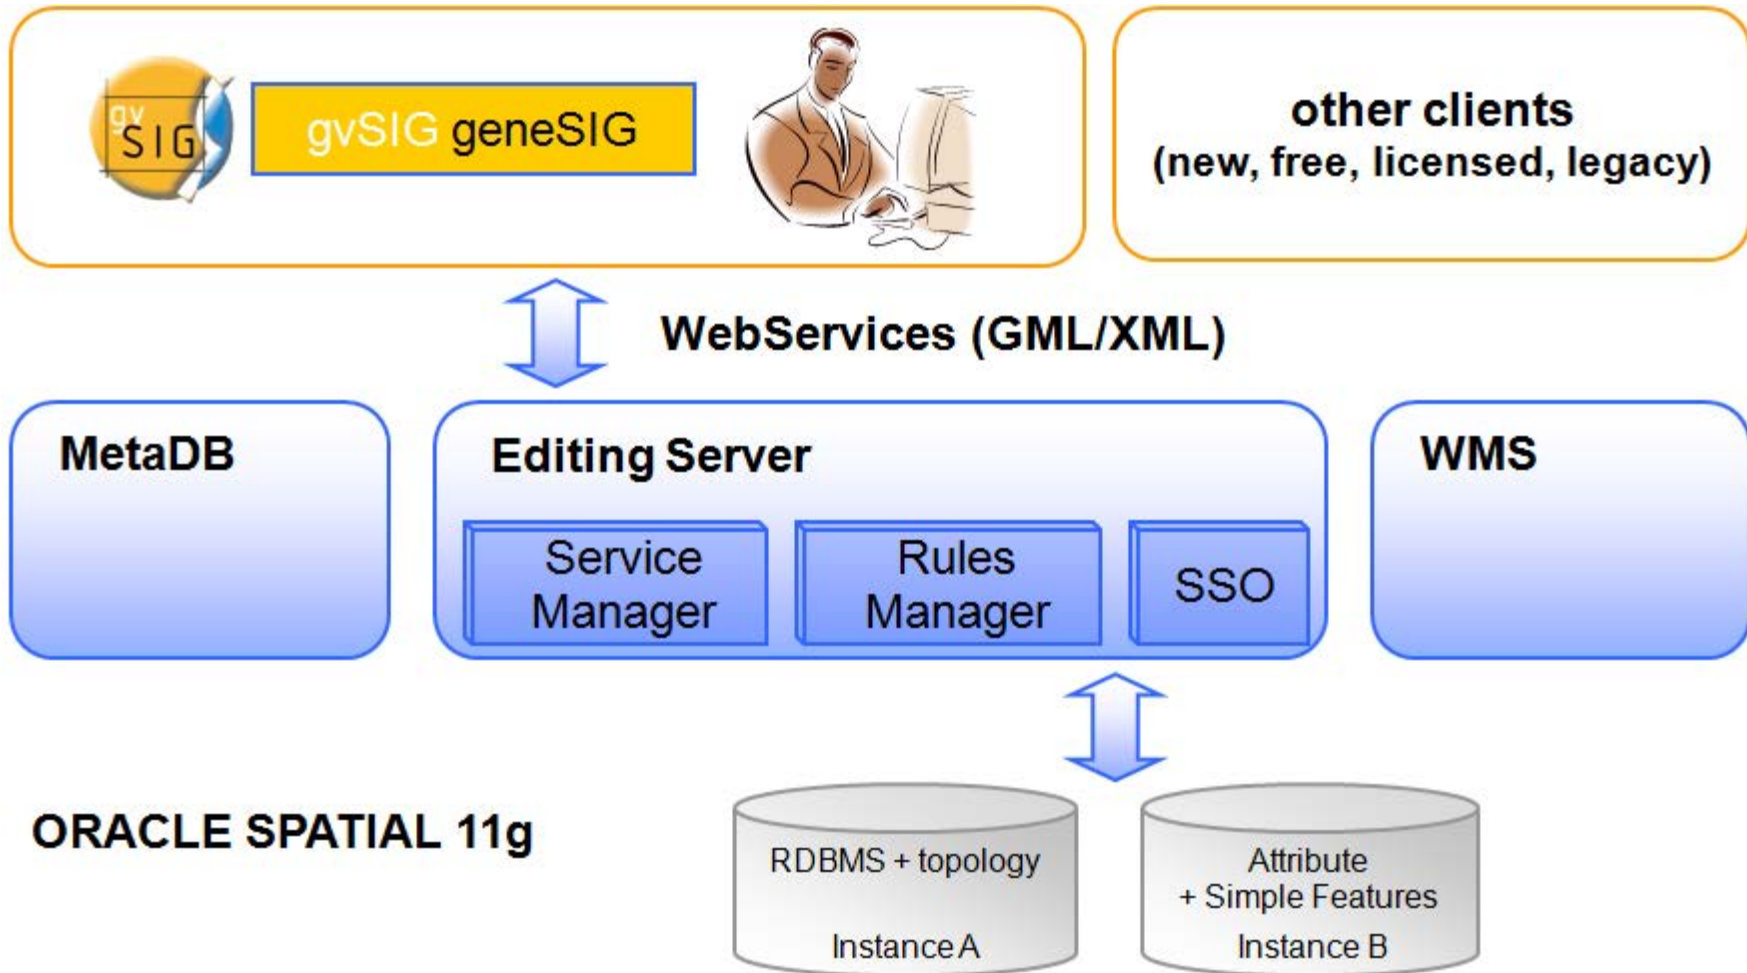 gv
SIG
gvSIG geneSIG
other clients
(new, free, licensed, legacy)
WebServices (GML/XML)
MetaDB
Editing Server
Service
Manager
Rules
Manager
SSO
WMS
ORACLE SPATIAL 11g
RDBMS + topology
Instance A
Attribute
+ Simple Features
Instance B